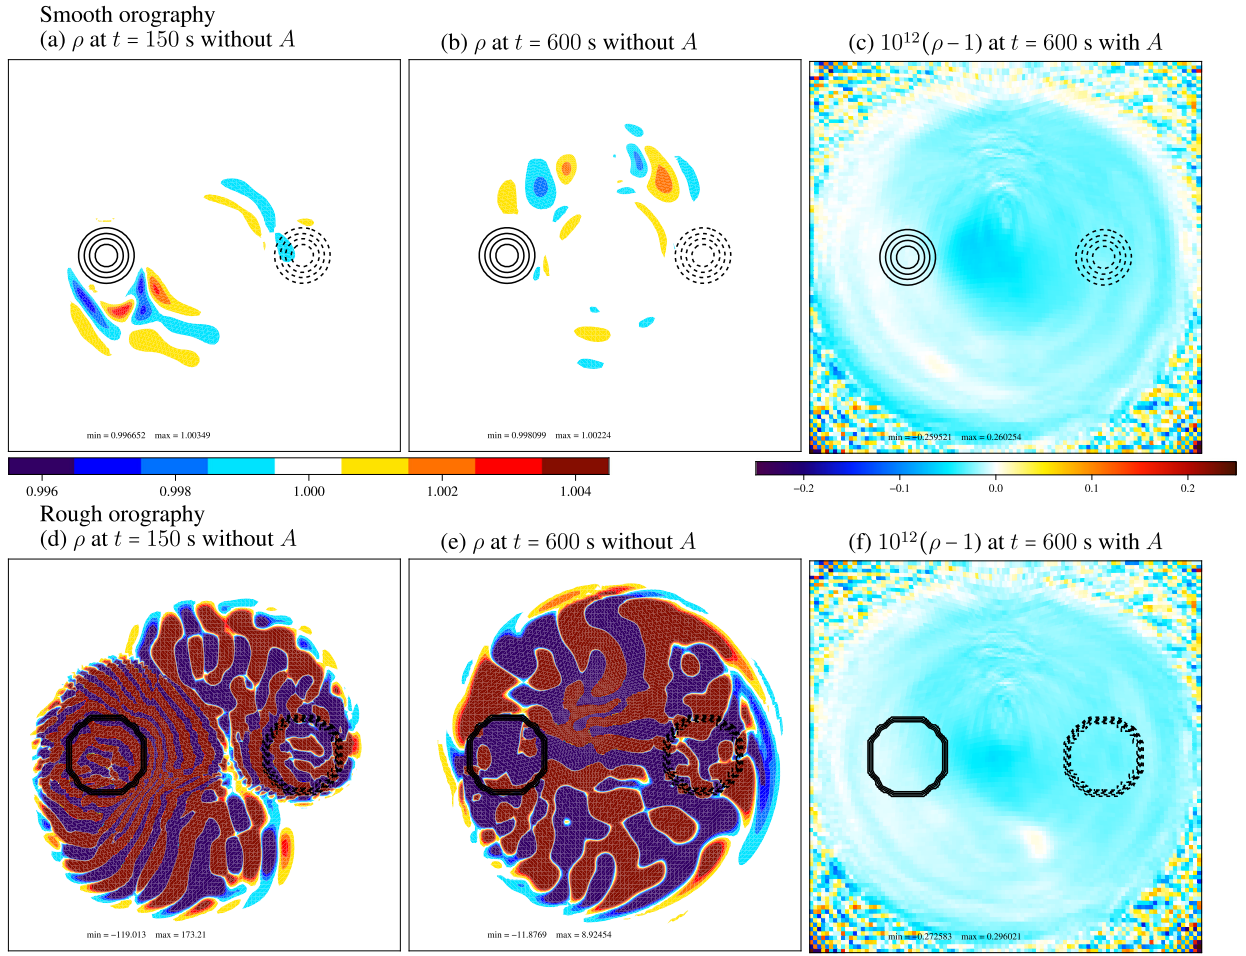 Smooth orography
(a) ρ at t = 150 s without A
(b) ρ at t = 600 s without A
(c) 10¹²(ρ − 1) at t = 600 s with A
min = 0.996652 max = 1.00349
min = 0.998099 max = 1.00224
min = −0.259521 max = 0.260254
0.996 0.998 1.000 1.002 1.004
−0.2 −0.1 0.0 0.1 0.2
Rough orography
(d) ρ at t = 150 s without A
(e) ρ at t = 600 s without A
(f) 10¹²(ρ − 1) at t = 600 s with A
min = −119.013 max = 173.21
min = −11.8769 max = 8.92454
min = −0.272583 max = 0.296021